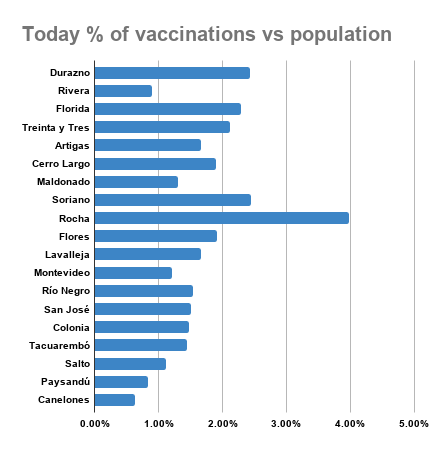 Today % of vaccinations vs population
Durazno
Rivera
Florida
Treinta y Tres
Artigas
Cerro Largo
Maldonado
Soriano
Rocha
Flores
Lavalleja
Montevideo
Río Negro
San José
Colonia
Tacuarembó
Salto
Paysandú
Canelones
0.00% 1.00% 2.00% 3.00% 4.00% 5.00%